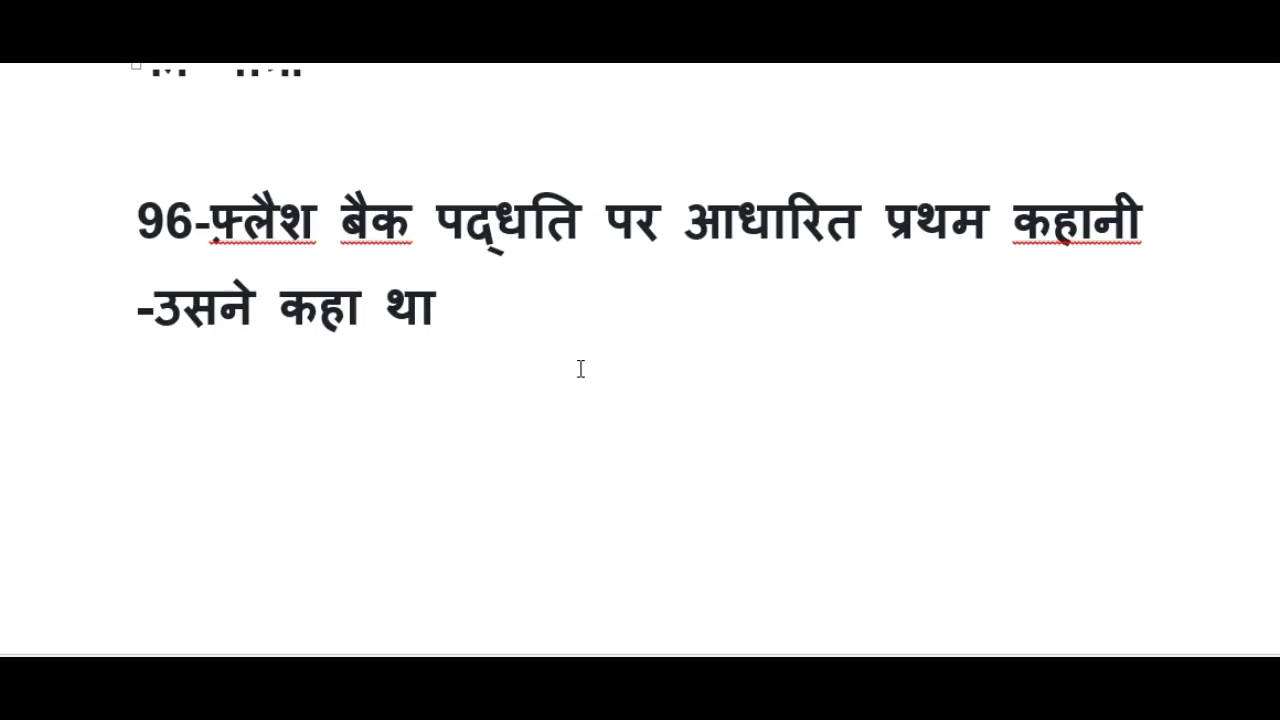 96-फ़्लैश बैक पद्धति पर आधारित प्रथम कहानी
-उसने कहा था